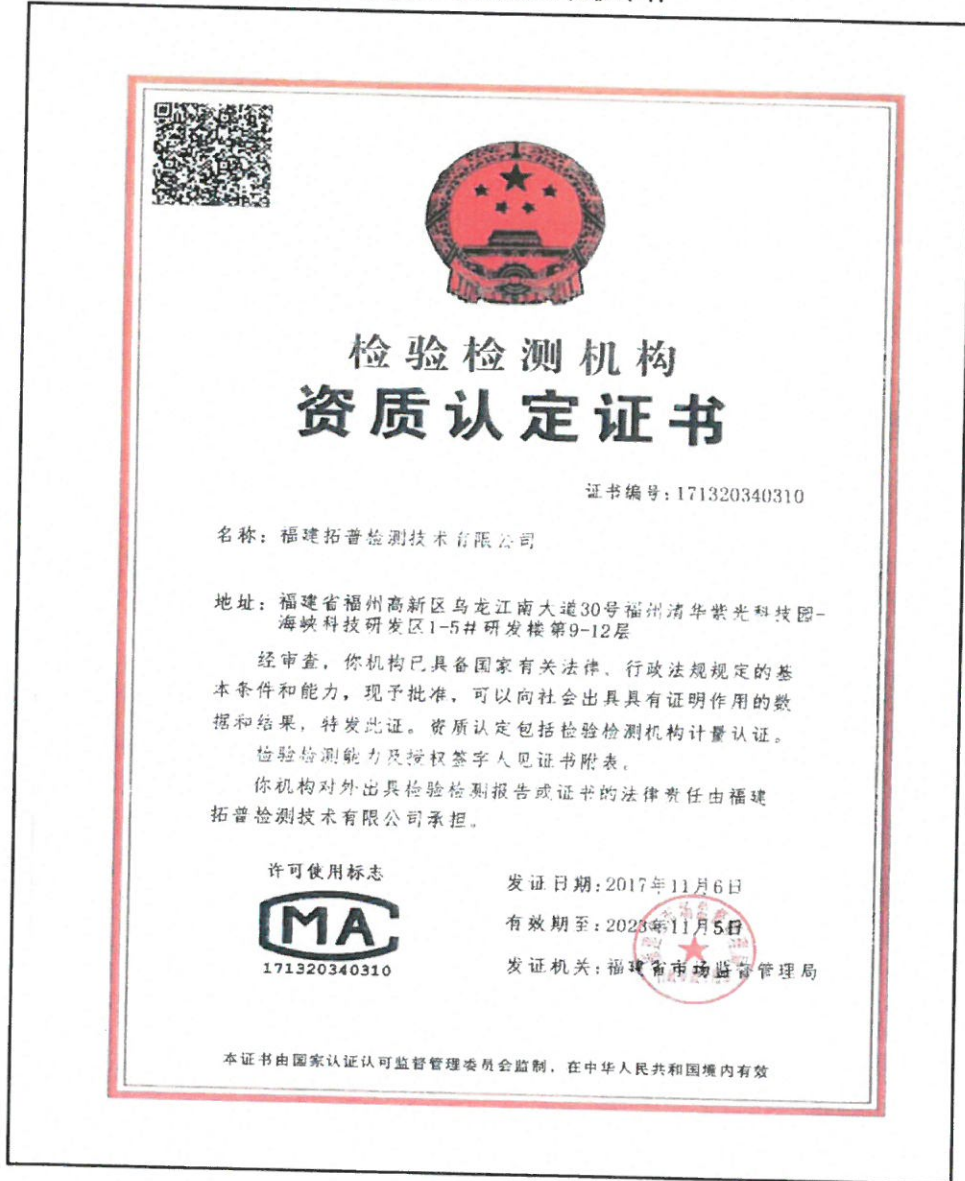 检验检测机构
资质认定证书
证书编号:171320340310
名称:福建拓普检测技术有限公司
地址:福建省福州高新区乌龙江南大道30号福州清华紫光科技园-
海峡科技研发区1-5#研发楼第9-12层
经审查,你机构已具备国家有关法律、行政法规规定的基
本条件和能力,现予批准,可以向社会出具具有证明作用的数
据和结果,特发此证。资质认定包括检验检测机构计量认证。
检验检测能力及授权签字人见证书附表。
你机构对外出具检验检测报告或证书的法律责任由福建
拓普检测技术有限公司承担。
许可使用标志
MA
171320340310
发证日期:2017年11月6日
有效期至:2023年11月5日
发证机关:福建省市场监督管理局
本证书由国家认证认可监督管理委员会监制,在中华人民共和国境内有效